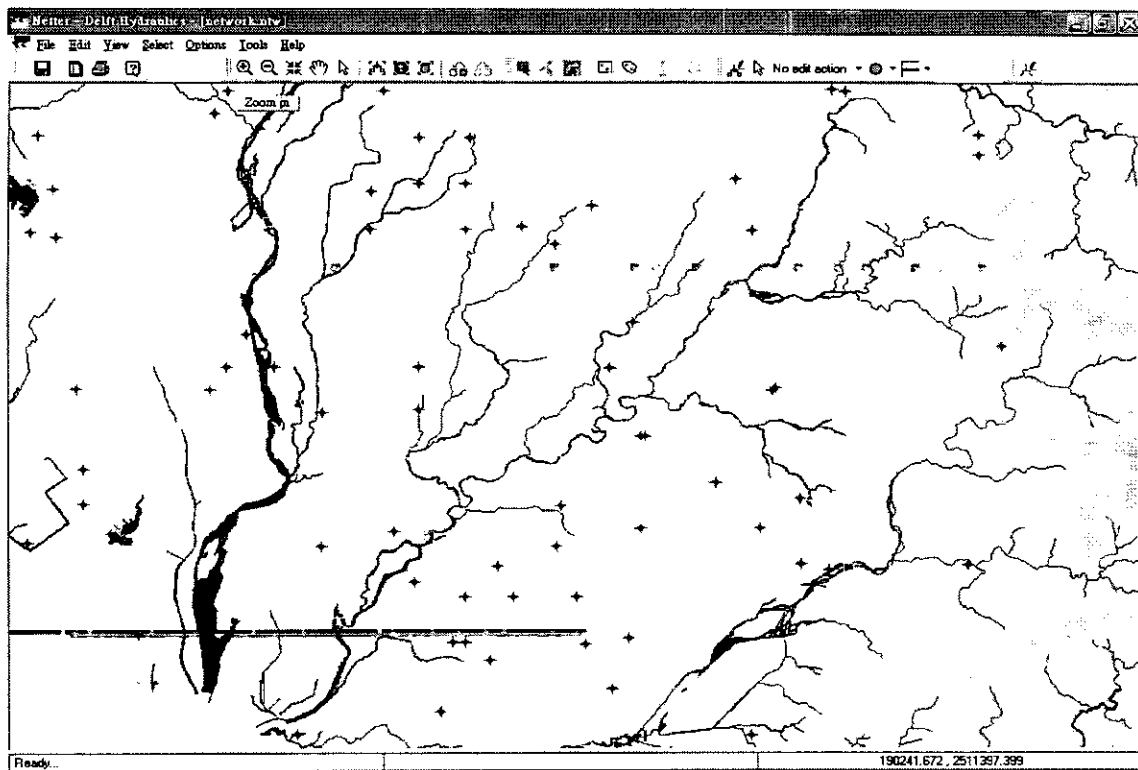 Netter - Delft Hydraulics - [network.ntw]
File Edit View Select Options Tools Help
No edit action
Zoom in
Ready...
190241.672 , 2511397.399